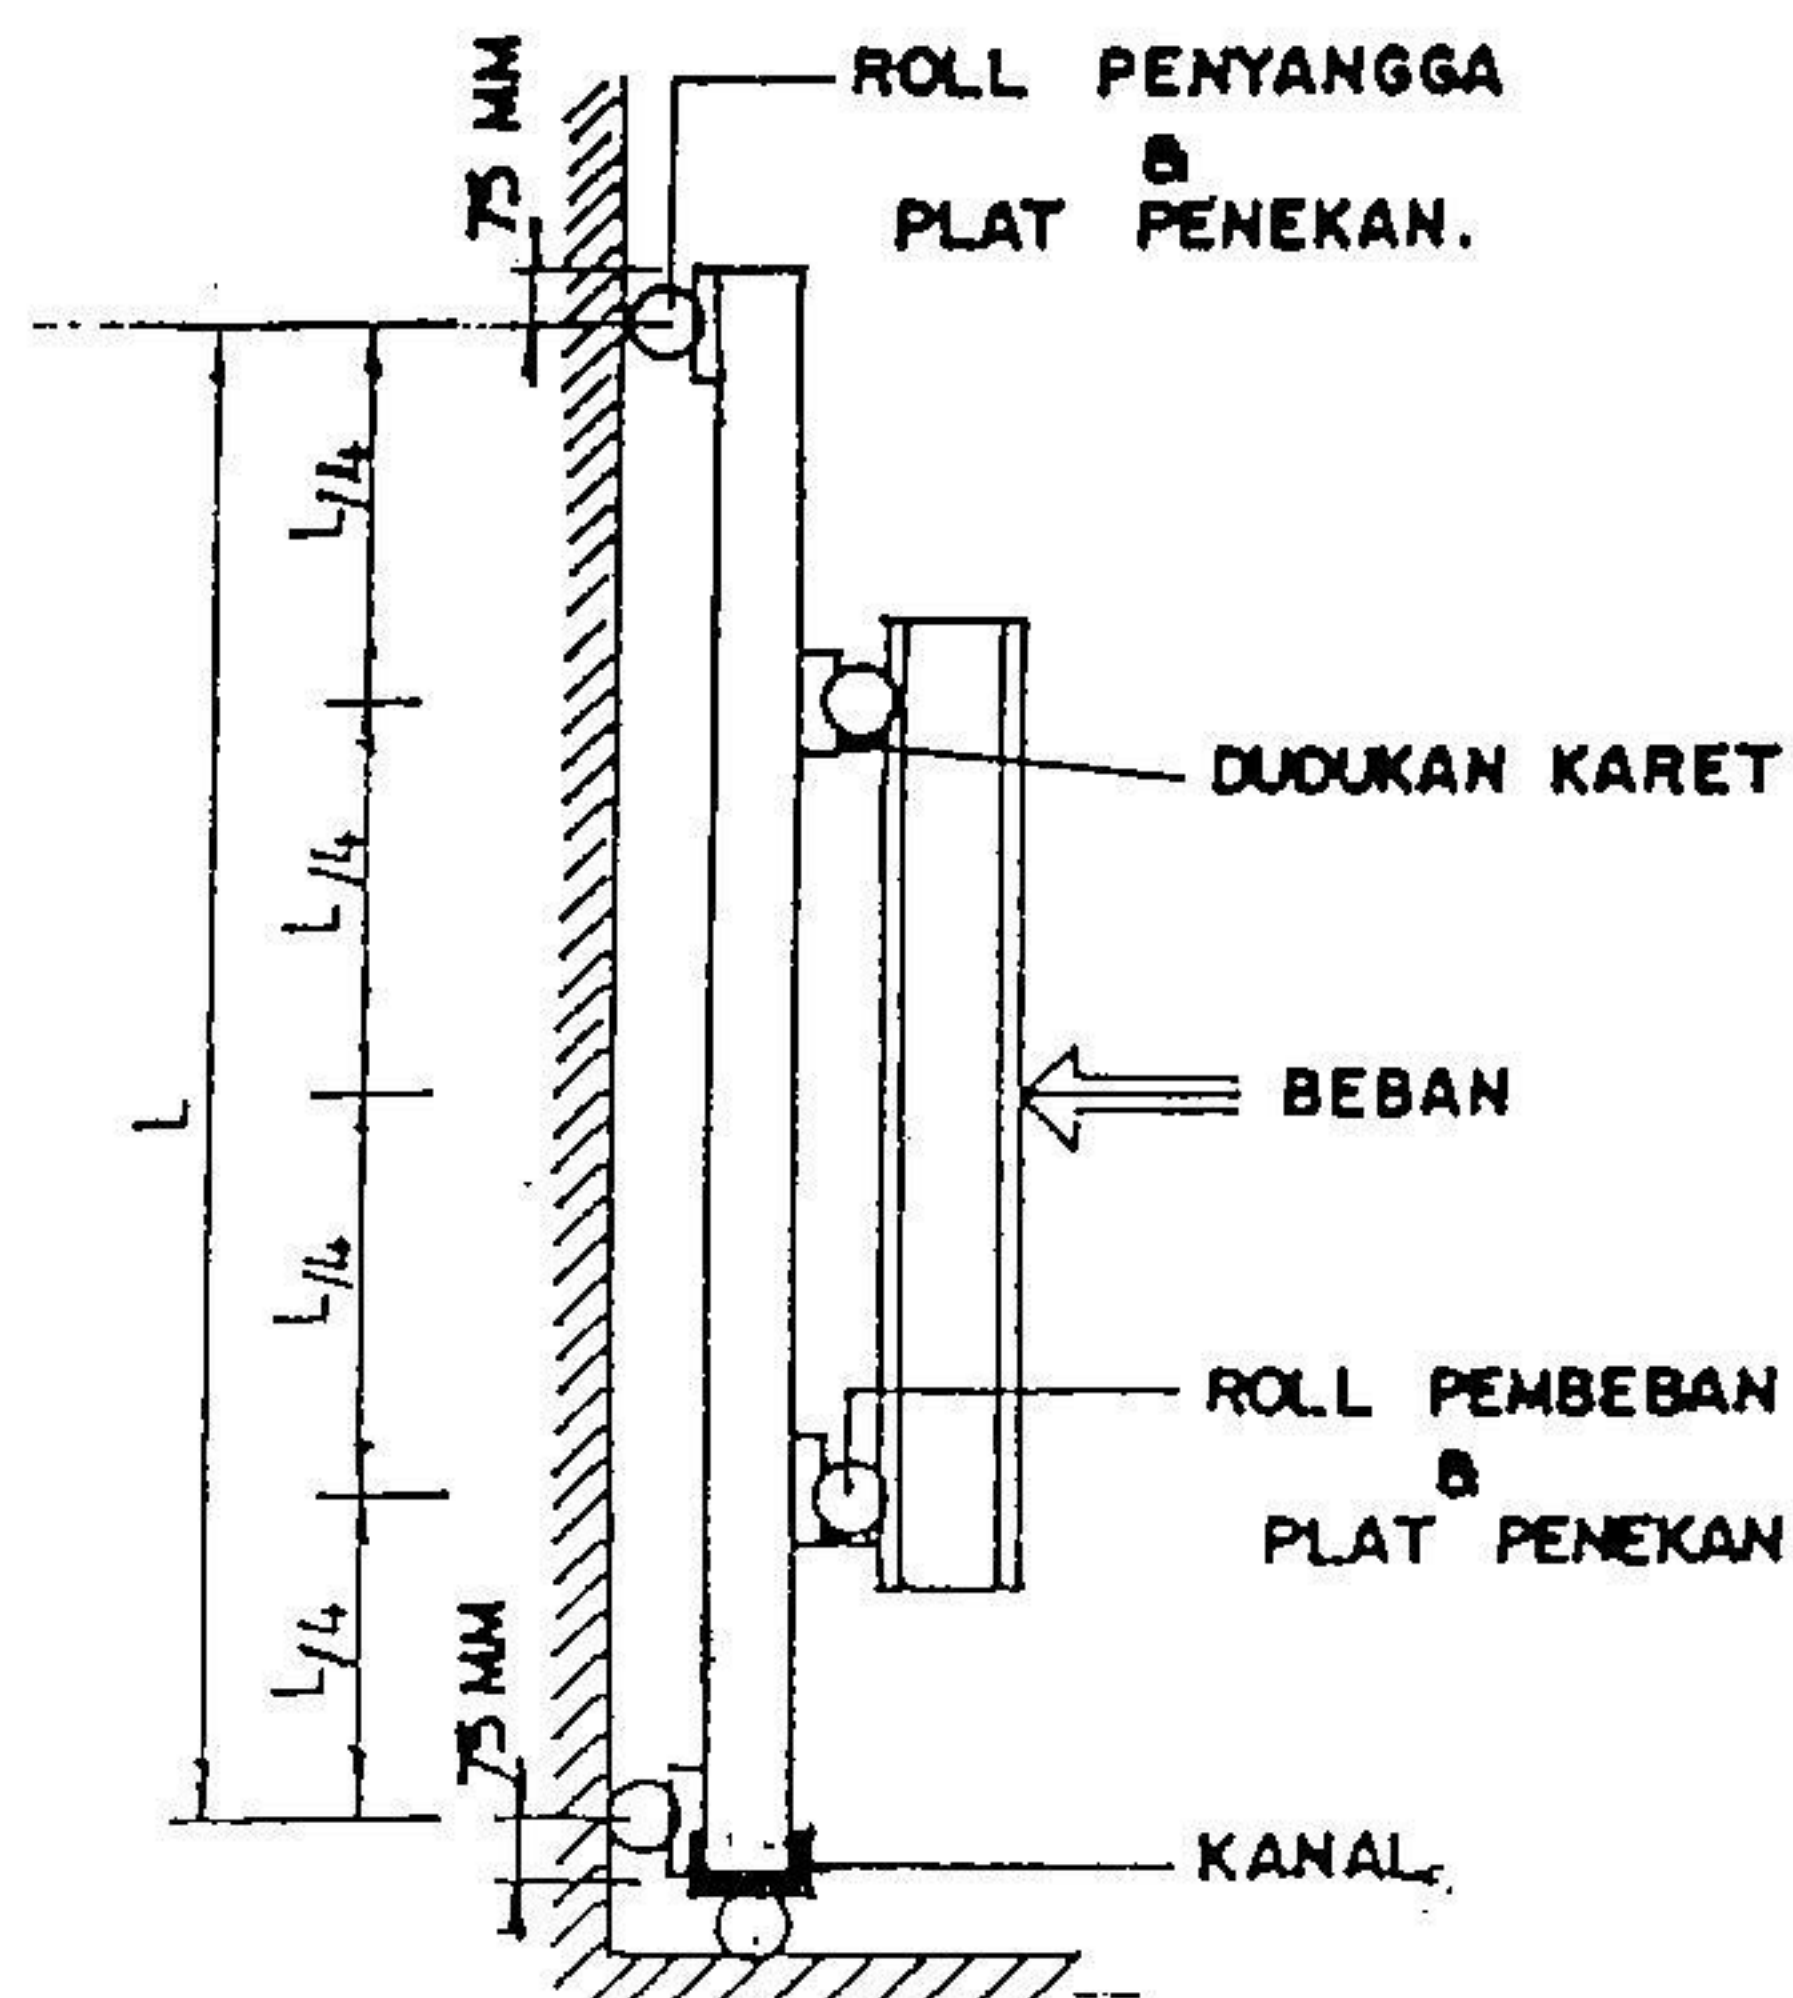 75 MM
ROLL PENYANGGA
&
PLAT PENEKAN.
L/4
DUDUKAN KARET
L/4
L
BEBAN
L/4
ROLL PEMBEBAN
&
PLAT PENEKAN
L/4
75 MM
KANAL